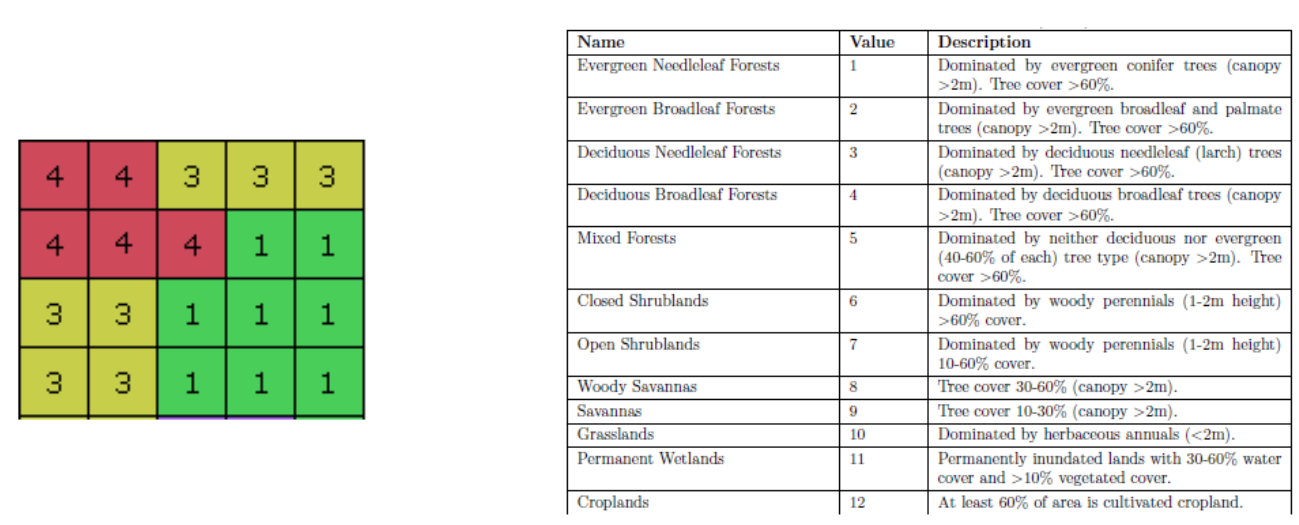 4 4 3 3 3
4 4 4 1 1
3 3 1 1 1
3 3 1 1 1
Name Value Description
Evergreen Needleleaf Forests 1 Dominated by evergreen conifer trees (canopy
>2m). Tree cover >60%.
Evergreen Broadleaf Forests 2 Dominated by evergreen broadleaf and palmate
trees (canopy >2m). Tree cover >60%.
Deciduous Needleleaf Forests 3 Dominated by deciduous needleleaf (larch) trees
(canopy >2m). Tree cover >60%.
Deciduous Broadleaf Forests 4 Dominated by deciduous broadleaf trees (canopy
>2m). Tree cover >60%.
Mixed Forests 5 Dominated by neither deciduous nor evergreen
(40-60% of each) tree type (canopy >2m). Tree
cover >60%.
Closed Shrublands 6 Dominated by woody perennials (1-2m height)
>60% cover.
Open Shrublands 7 Dominated by woody perennials (1-2m height)
10-60% cover.
Woody Savannas 8 Tree cover 30-60% (canopy >2m).
Savannas 9 Tree cover 10-30% (canopy >2m).
Grasslands 10 Dominated by herbaceous annuals (<2m).
Permanent Wetlands 11 Permanently inundated lands with 30-60% water
cover and >10% vegetated cover.
Croplands 12 At least 60% of area is cultivated cropland.